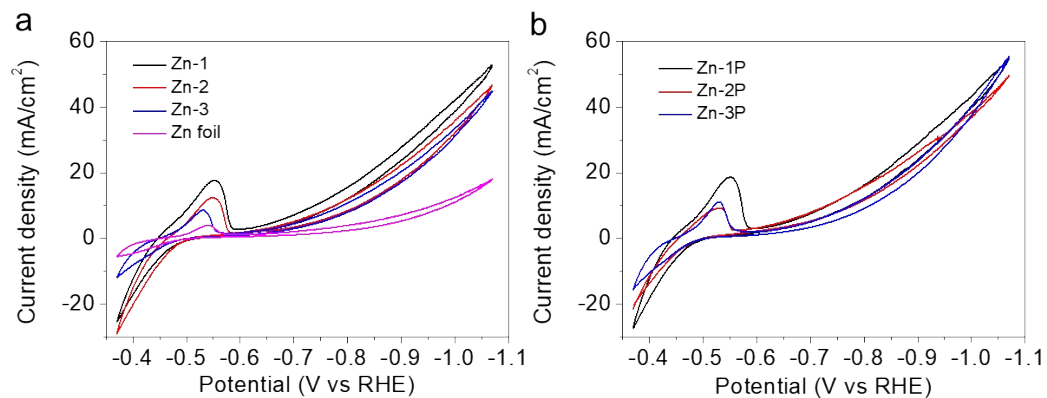 a
60
40
20
0
-20
Current density (mA/cm²)
Zn-1
Zn-2
Zn-3
Zn foil
-0.4 -0.5 -0.6 -0.7 -0.8 -0.9 -1.0 -1.1
Potential (V vs RHE)
b
60
40
20
0
-20
Current density (mA/cm²)
Zn-1P
Zn-2P
Zn-3P
-0.4 -0.5 -0.6 -0.7 -0.8 -0.9 -1.0 -1.1
Potential (V vs RHE)